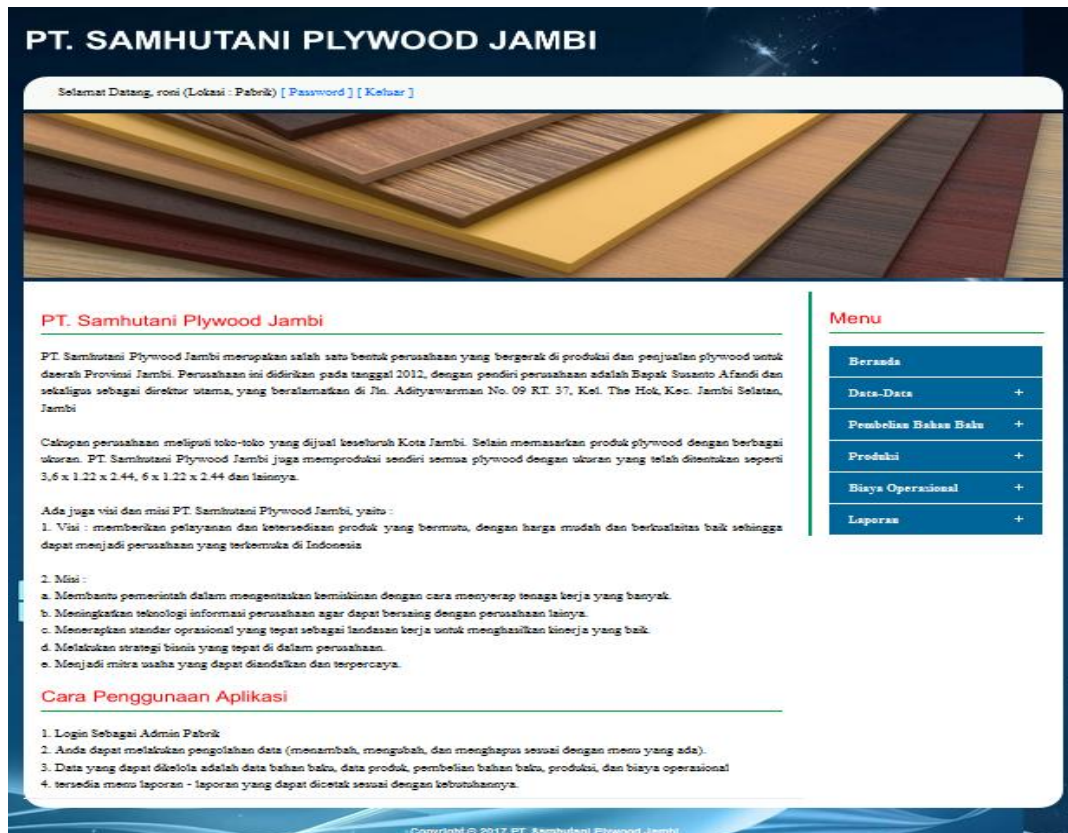 PT. SAMHUTANI PLYWOOD JAMBI
Selamat Datang, roni (Lokasi : Pabrik) [ Password ] [ Keluar ]
PT. Samhutani Plywood Jambi
PT. Samhutani Plywood Jambi merupakan salah satu bentuk perusahaan yang bergerak di produksi dan penjualan plywood untuk
daerah Provinsi Jambi. Perusahaan ini didirikan pada tanggal 2012, dengan pendiri perusahaan adalah Bapak Susanto Afandi dan
sekaligus sebagai direktur utama, yang beralamatkan di Jln. Adityawarman No. 09 RT. 37, Kel. The Hok, Kec. Jambi Selatan,
Jambi
Cakupan perusahaan meliputi toko-toko yang dijual keseluruh Kota Jambi. Selain memasarkan produk plywood dengan berbagai
ukuran. PT. Samhutani Plywood Jambi juga memproduksi sendiri semua plywood dengan ukuran yang telah ditentukan seperti
3,6 x 1.22 x 2.44, 6 x 1.22 x 2.44 dan lainnya.
Ada juga visi dan misi PT. Samhutani Plywood Jambi, yaitu :
1. Visi : memberikan pelayanan dan ketersediaan produk yang bermutu, dengan harga mudah dan berkualaitas baik sehingga
dapat menjadi perusahaan yang terkemuka di Indonesia
2. Misi :
a. Membantu pemerintah dalam mengentaskan kemiskinan dengan cara menyerap tenaga kerja yang banyak.
b. Meningkatkan teknologi informasi perusahaan agar dapat bersaing dengan perusahaan lainya.
c. Menerapkan standar oprasional yang tepat sebagai landasan kerja untuk menghasilkan kinerja yang baik.
d. Melakukan strategi bisnis yang tepat di dalam perusahaan.
e. Menjadi mitra usaha yang dapat diandalkan dan terpercaya.
Cara Penggunaan Aplikasi
1. Login Sebagai Admin Pabrik
2. Anda dapat melakukan pengolahan data (menambah, mengubah, dan menghapus sesuai dengan menu yang ada).
3. Data yang dapat dikelola adalah data bahan baku, data produk, pembelian bahan baku, produksi, dan biaya operasional
4. tersedia menu laporan - laporan yang dapat dicetak sesuai dengan kebutuhannya.
Menu
Beranda
Data-Data +
Pembelian Bahan Baku +
Produksi +
Biaya Operasional +
Laporan +
Copyright © 2017 PT. Samhutani Plywood Jambi